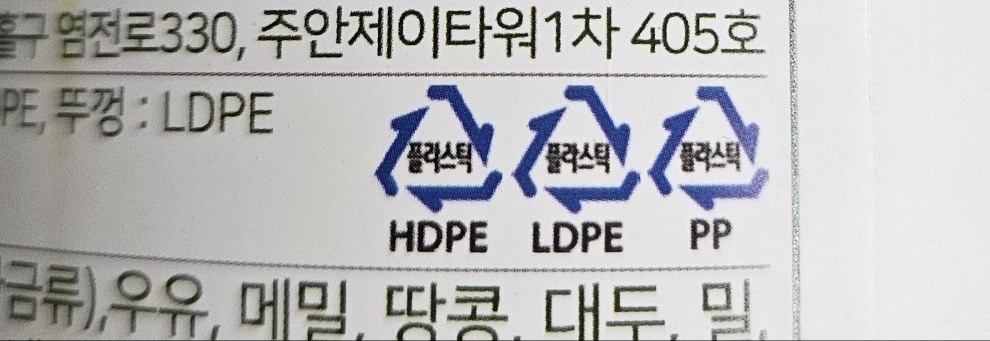 염전로330, 주안제이타워1차 405호
PE, 뚜껑 : LDPE
플라스틱 플라스틱 플라스틱
HDPE LDPE PP
금류),우유, 메밀, 땅콩, 대두, 밀,